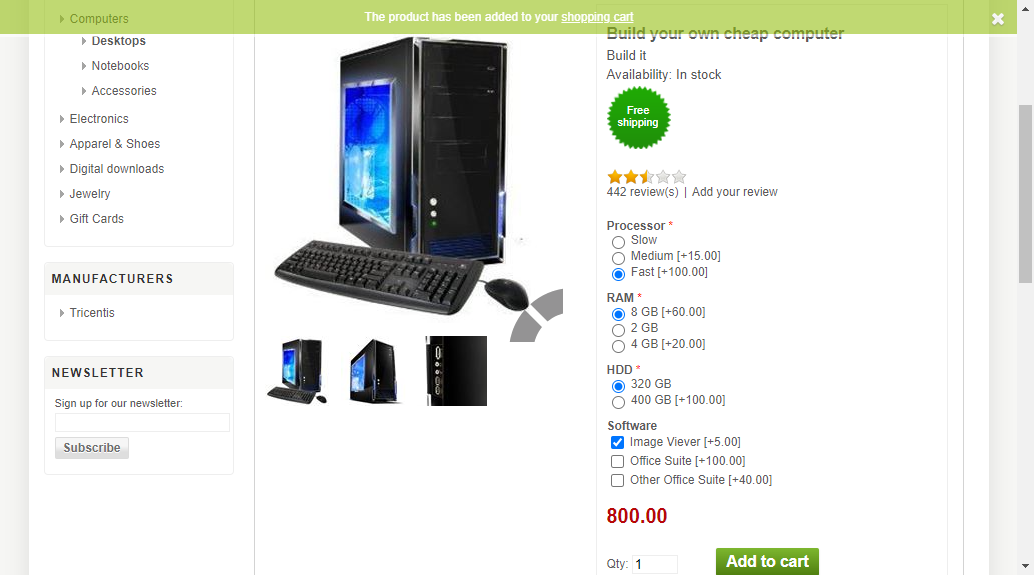 The product has been added to your shopping cart
Computers
Desktops
Notebooks
Accessories
Electronics
Apparel & Shoes
Digital downloads
Jewelry
Gift Cards
MANUFACTURERS
Tricentis
NEWSLETTER
Sign up for our newsletter:
Subscribe
Build your own cheap computer
Build it
Availability: In stock
Free
shipping
442 review(s) | Add your review
Processor *
Slow
Medium [+15.00]
Fast [+100.00]
RAM *
8 GB [+60.00]
2 GB
4 GB [+20.00]
HDD *
320 GB
400 GB [+100.00]
Software
Image Viever [+5.00]
Office Suite [+100.00]
Other Office Suite [+40.00]
800.00
Qty: 1
Add to cart